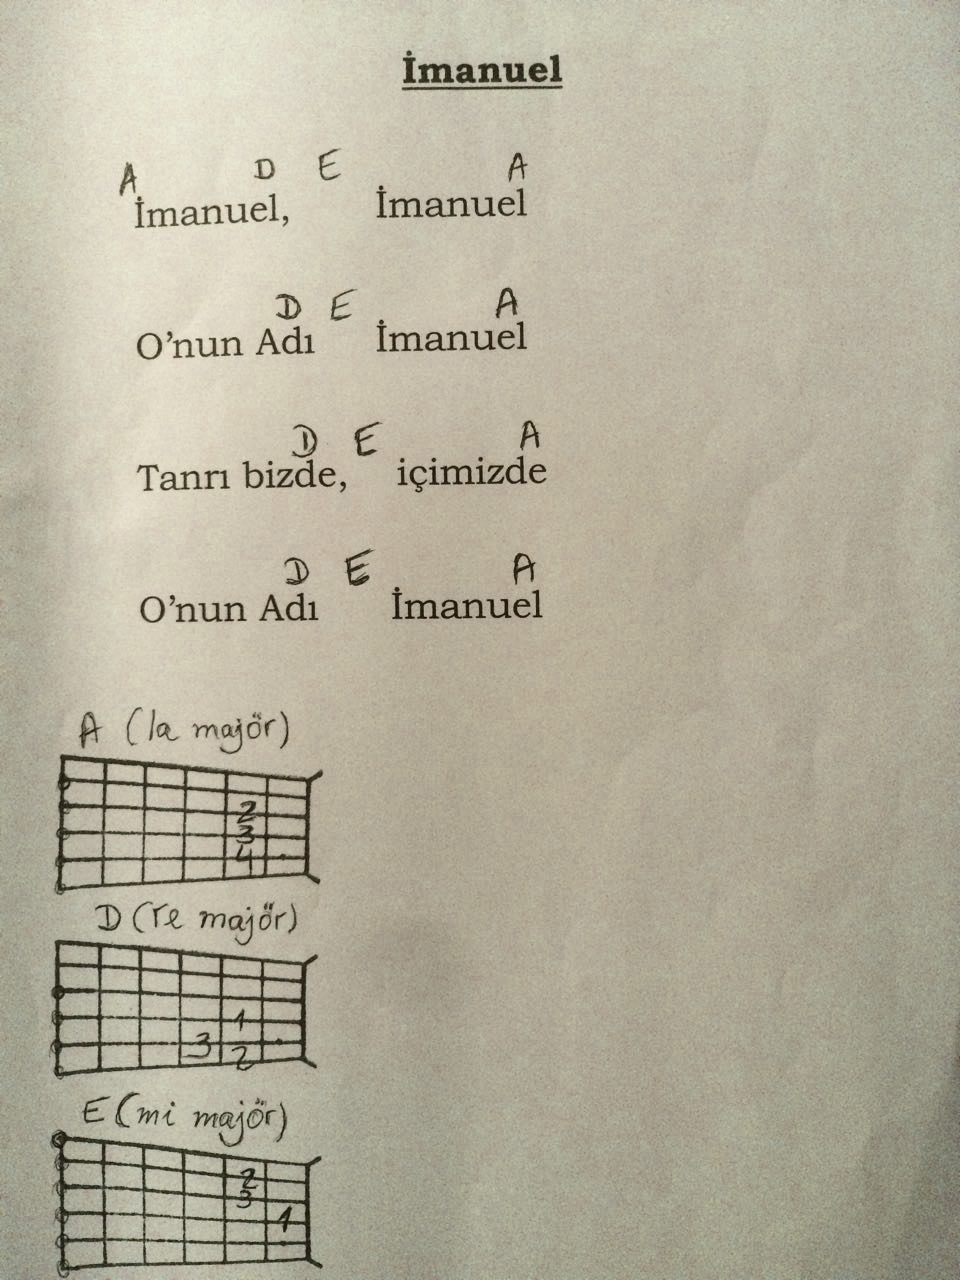 İmanuel
A D E A
İmanuel, İmanuel
D E A
O'nun Adı İmanuel
D E A
Tanrı bizde, içimizde
D E A
O'nun Adı İmanuel
A (la majör)
2
3
4
D (re majör)
1
3 2
E (mi majör)
2
3
1